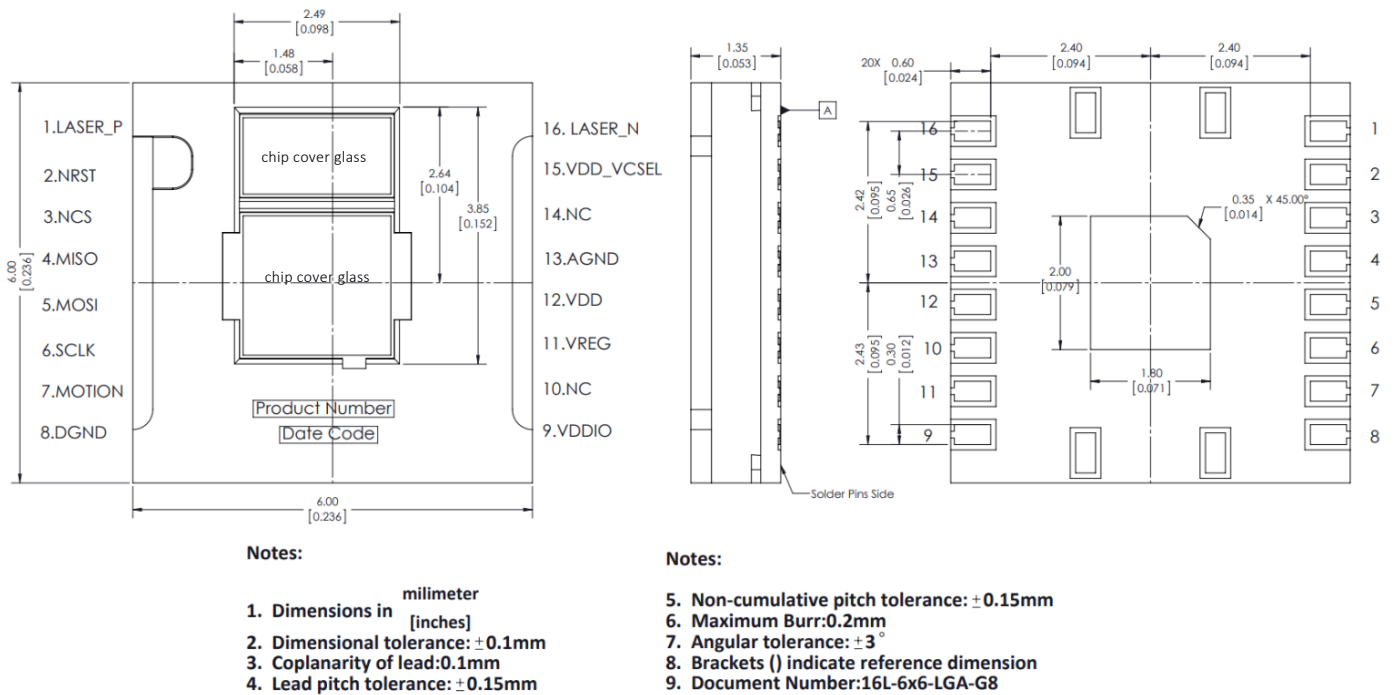 2.49
[0.098]
1.48
[0.058]
6.00
[0.236]
1.LASER_P
2.NRST
3.NCS
4.MISO
5.MOSI
6.SCLK
7.MOTION
8.DGND
chip cover glass
chip cover glass
2.64
[0.104]
3.85
[0.152]
Product Number
Date Code
16. LASER_N
15.VDD_VCSEL
14.NC
13.AGND
12.VDD
11.VREG
10.NC
9.VDDIO
6.00
[0.236]
1.35
[0.053]
A
Solder Pins Side
20X 0.60
[0.024]
2.40
[0.094]
2.40
[0.094]
2.42
[0.095]
0.65
[0.026]
2.43
[0.095]
0.30
[0.012]
16
15
14
13
12
10
11
9
0.35 X 45.00°
[0.014]
2.00
[0.079]
1.80
[0.071]
1
2
3
4
5
6
7
8
Notes:
1. Dimensions in milimeter
[inches]
2. Dimensional tolerance: ±0.1mm
3. Coplanarity of lead:0.1mm
4. Lead pitch tolerance: ±0.15mm
Notes:
5. Non-cumulative pitch tolerance: ±0.15mm
6. Maximum Burr:0.2mm
7. Angular tolerance: ±3°
8. Brackets () indicate reference dimension
9. Document Number:16L-6x6-LGA-G8